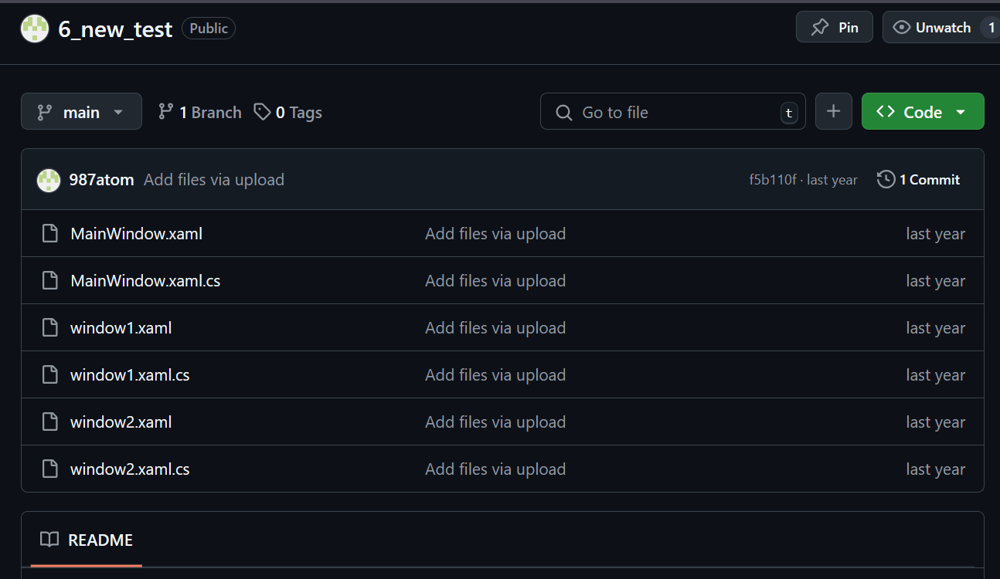 6_new_test Public Pin Unwatch 1
main 1 Branch 0 Tags Go to file t Code
987atom Add files via upload f5b110f · last year 1 Commit
MainWindow.xaml Add files via upload last year
MainWindow.xaml.cs Add files via upload last year
window1.xaml Add files via upload last year
window1.xaml.cs Add files via upload last year
window2.xaml Add files via upload last year
window2.xaml.cs Add files via upload last year
README